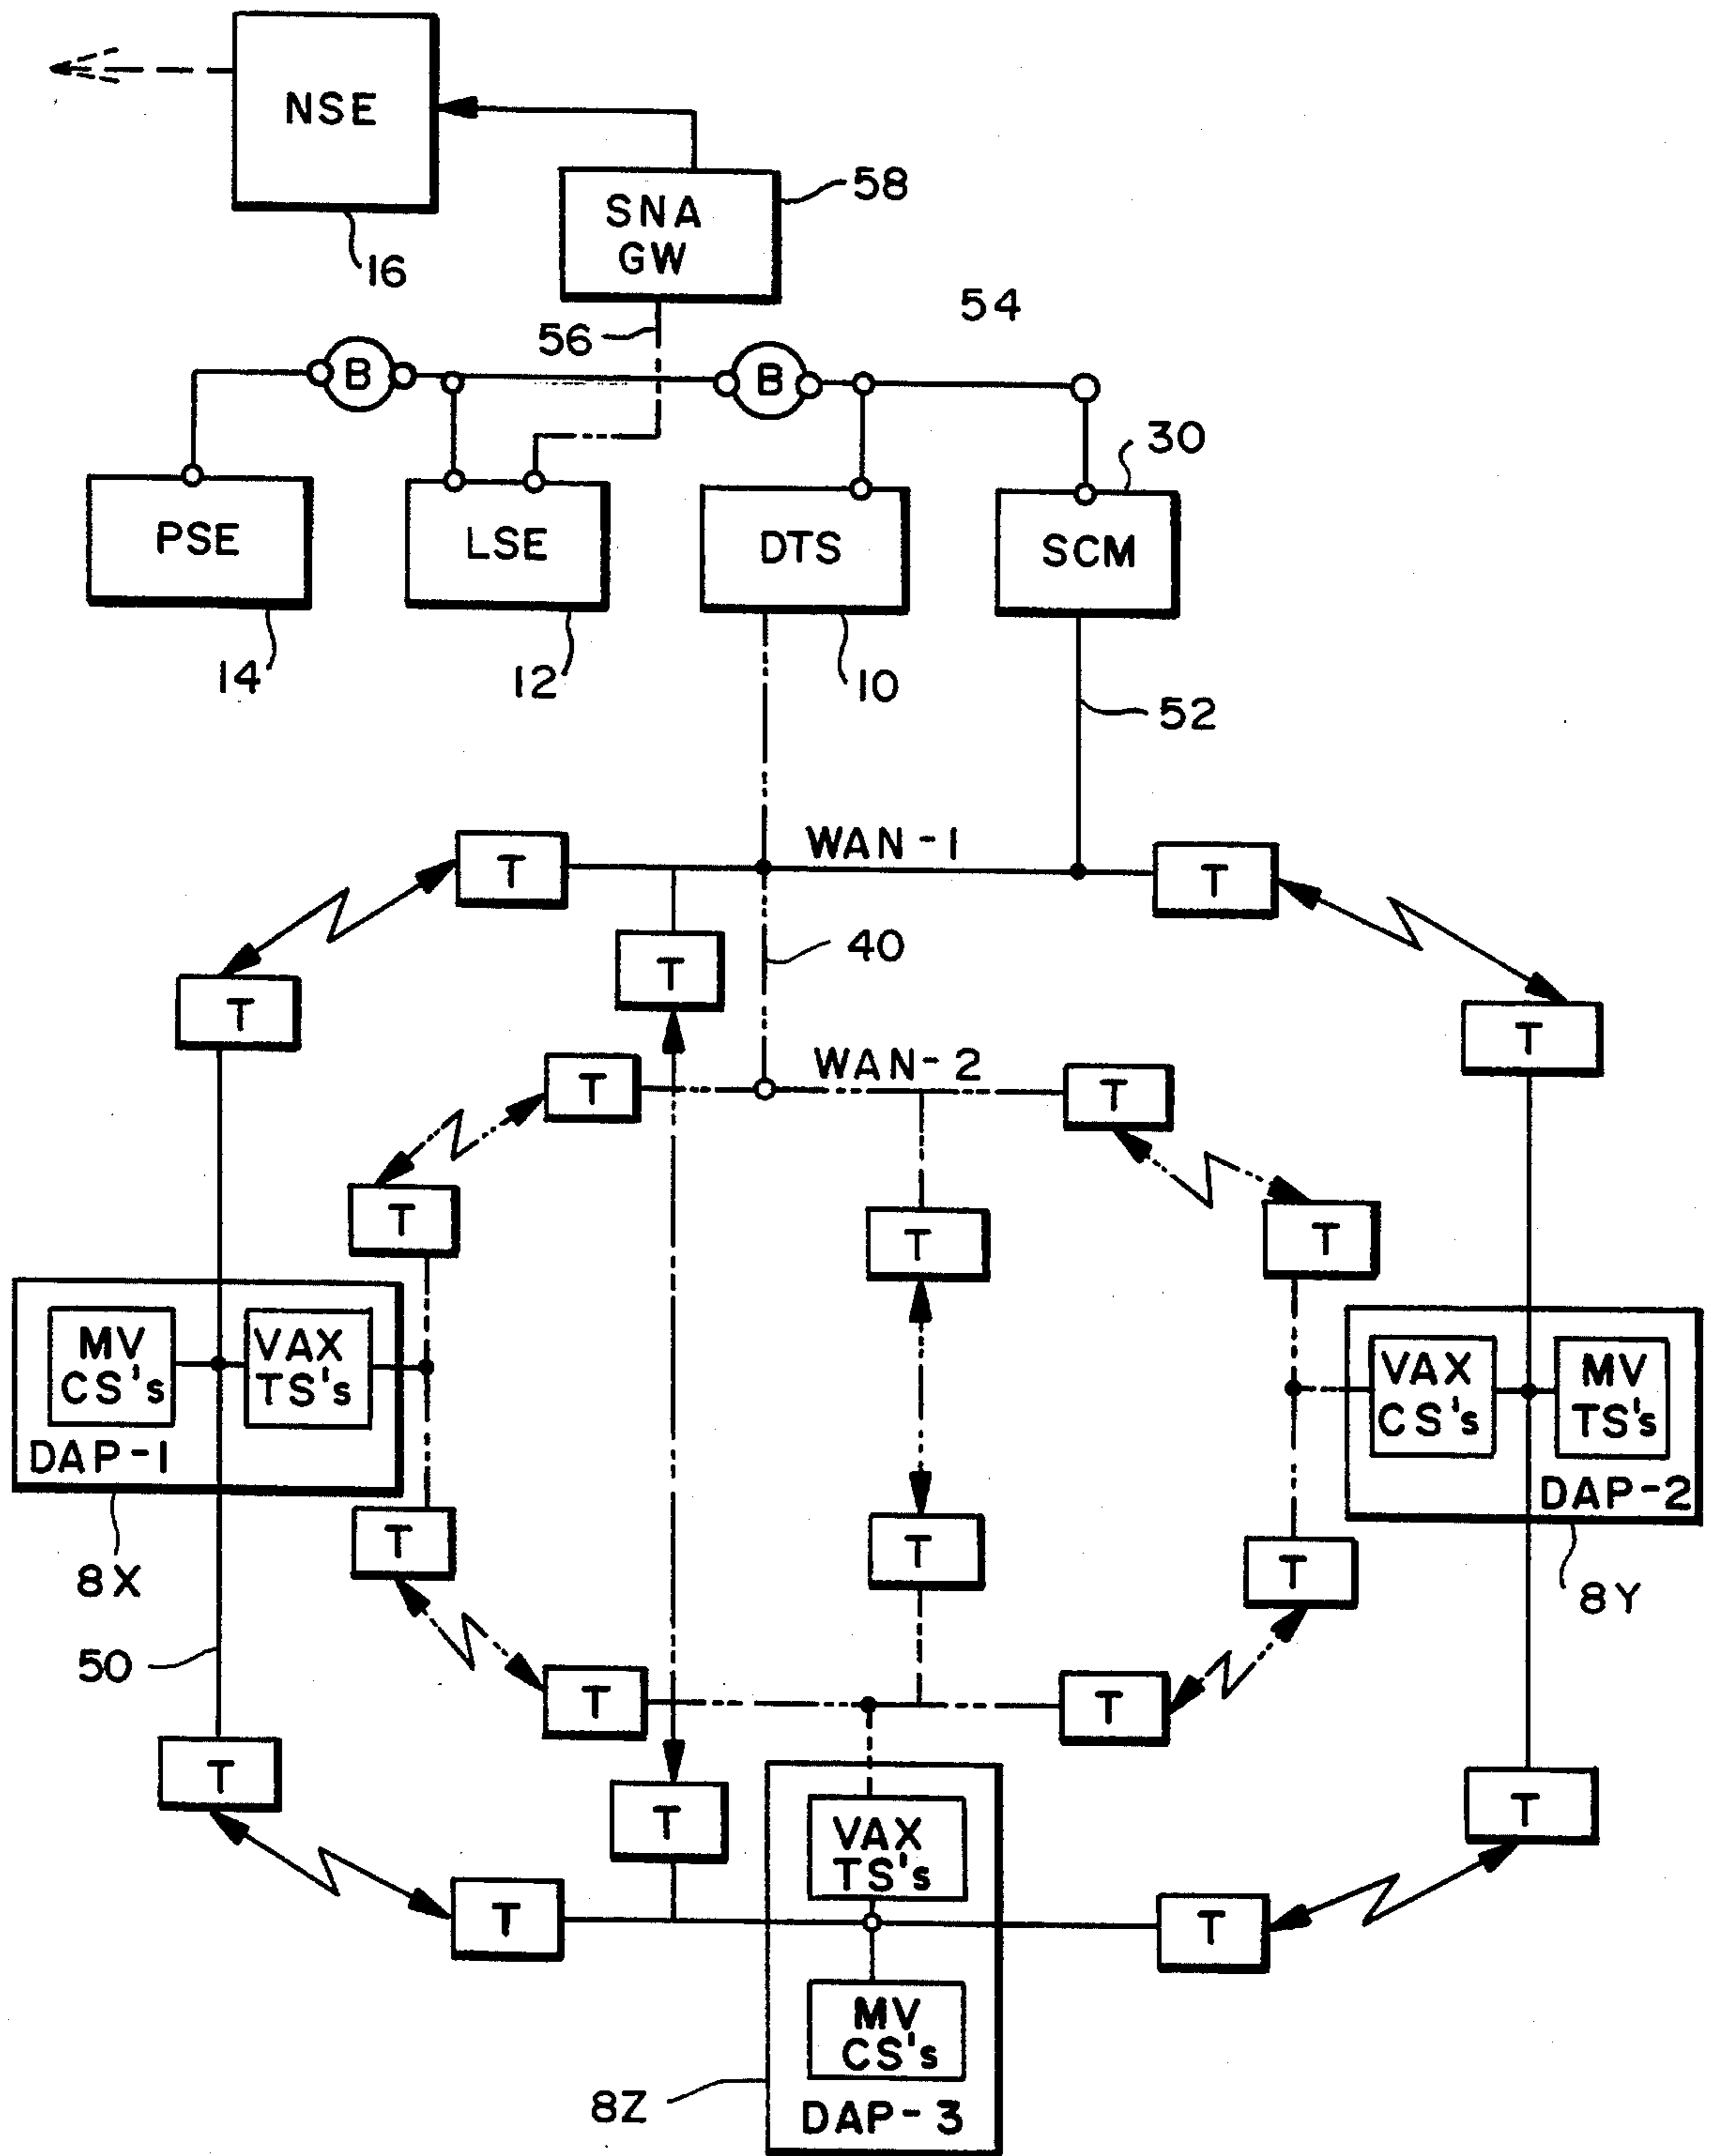 NSE
SNA
GW
58
16
54
56
B
B
30
PSE
LSE
DTS
SCM
14
12
10
52
WAN-1
T
T
40
T
T
T
WAN-2
T
T
T
T
T
MV
CS's
VAX
TS's
DAP-1
VAX
CS's
MV
TS's
DAP-2
T
T
T
8X
8Y
50
T
T
T
T
T
VAX
TS's
T
T
MV
CS's
8Z
DAP-3